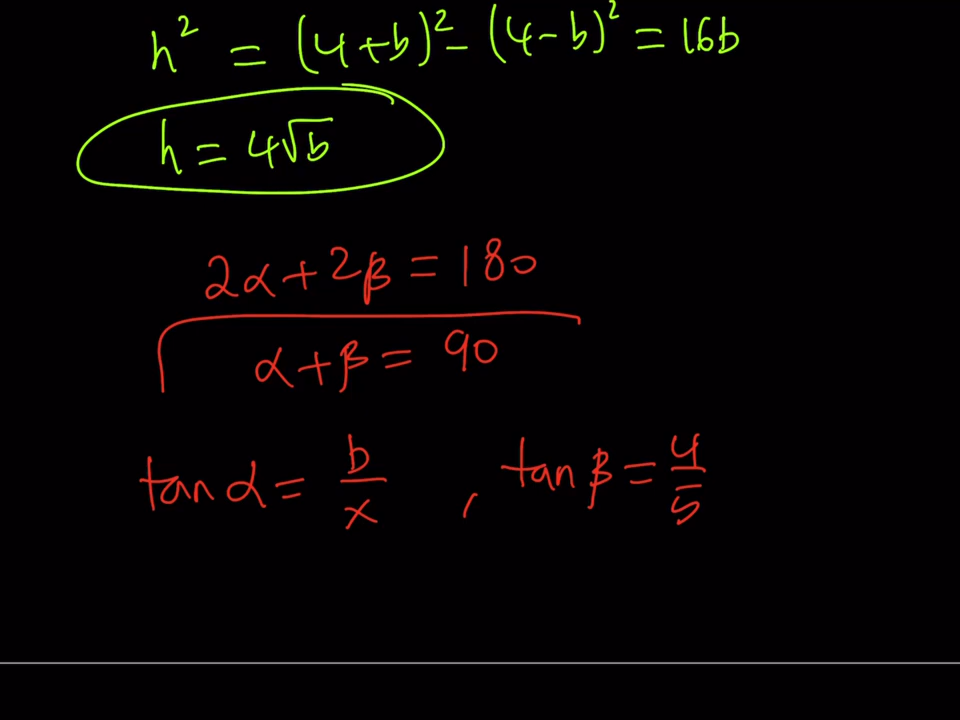 h² = (4+b)² - (4-b)² = 16b
h = 4√b
2α + 2β = 180
α + β = 90
tan α = b/x , tan β = 4/5